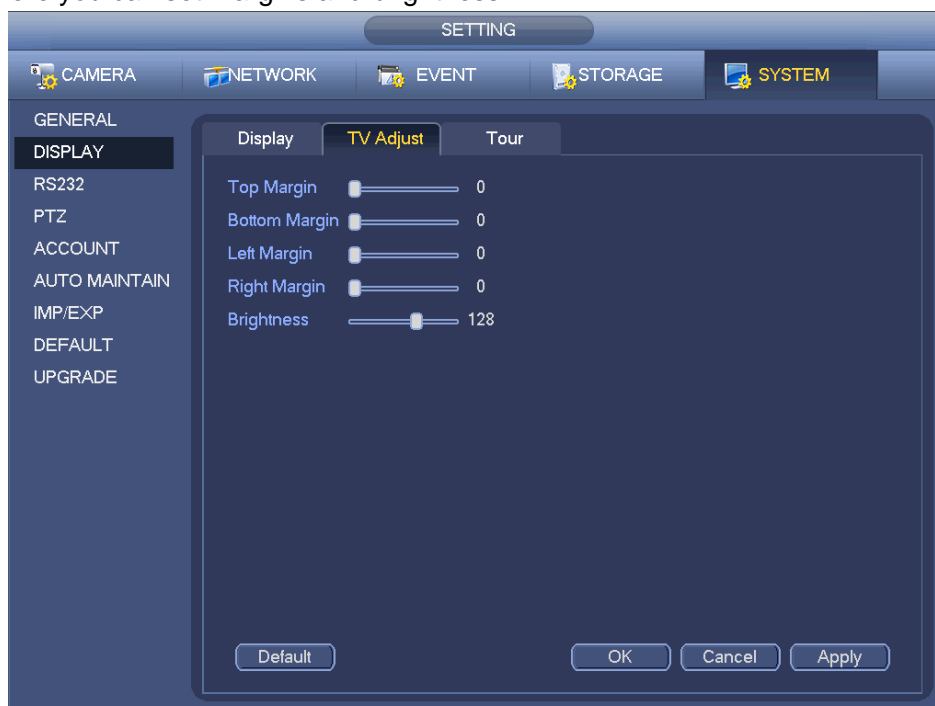 SETTING
CAMERA NETWORK EVENT STORAGE SYSTEM
GENERAL
DISPLAY
RS232
PTZ
ACCOUNT
AUTO MAINTAIN
IMP/EXP
DEFAULT
UPGRADE
Display TV Adjust Tour
Top Margin 0
Bottom Margin 0
Left Margin 0
Right Margin 0
Brightness 128
Default OK Cancel Apply